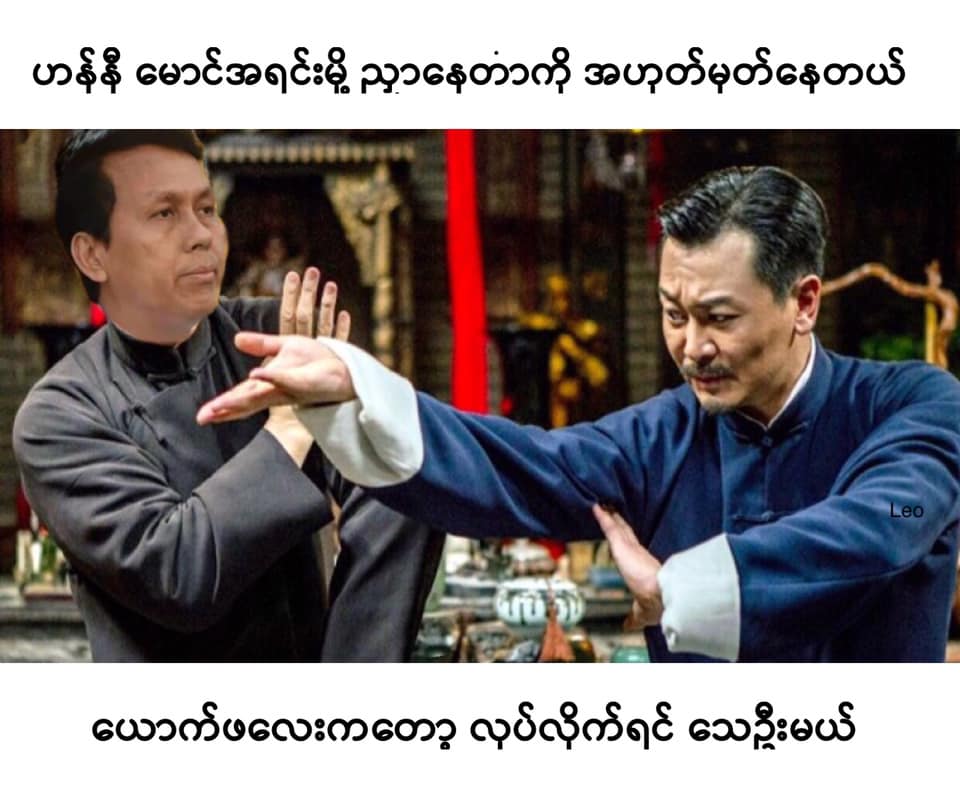 ဟန်နီ မောင်အရင်းမို့ ညှာနေတာကို အဟုတ်မှတ်နေတယ်
Leo
ယောက်ဖလေးကတော့ လုပ်လိုက်ရင် သေဦးမယ်